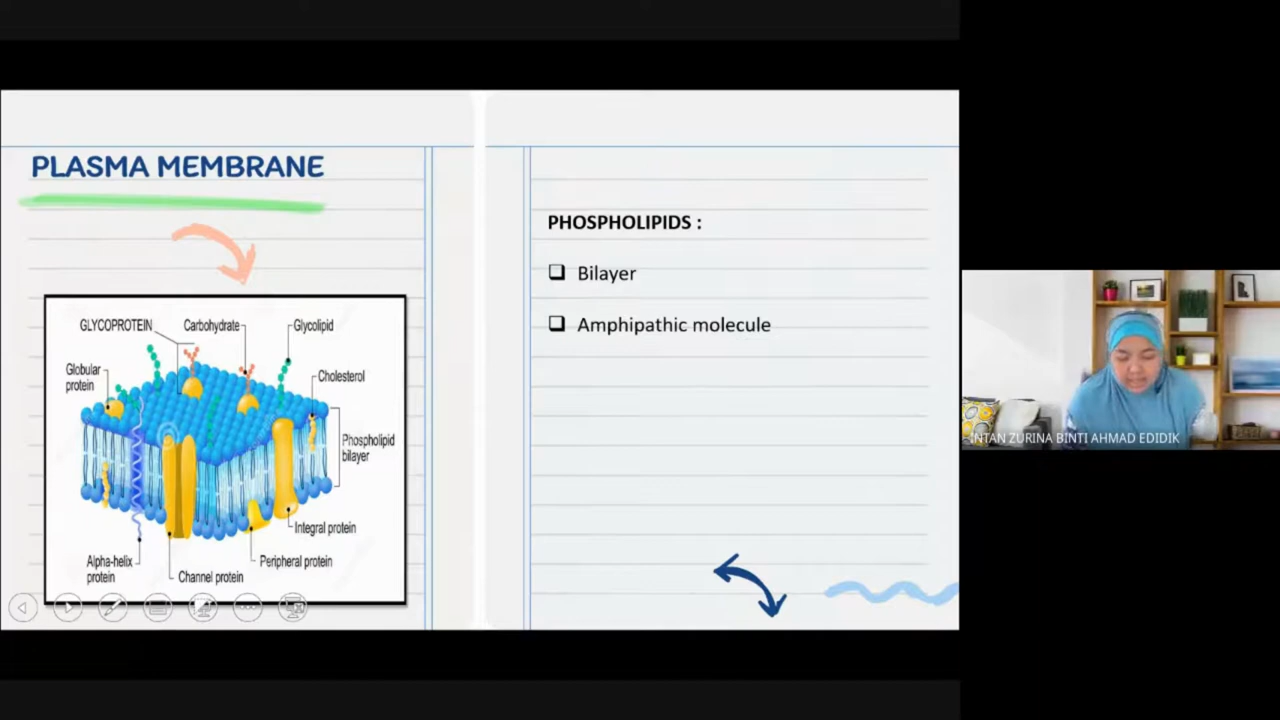 PLASMA MEMBRANE
GLYCOPROTEIN
Carbohydrate
Glycolipid
Globular
protein
Cholesterol
Phospholipid
bilayer
Integral protein
Peripheral protein
Alpha-helix
protein
Channel protein
PHOSPHOLIPIDS :
Bilayer
Amphipathic molecule
INTAN ZURINA BINTI AHMAD EDIDIK